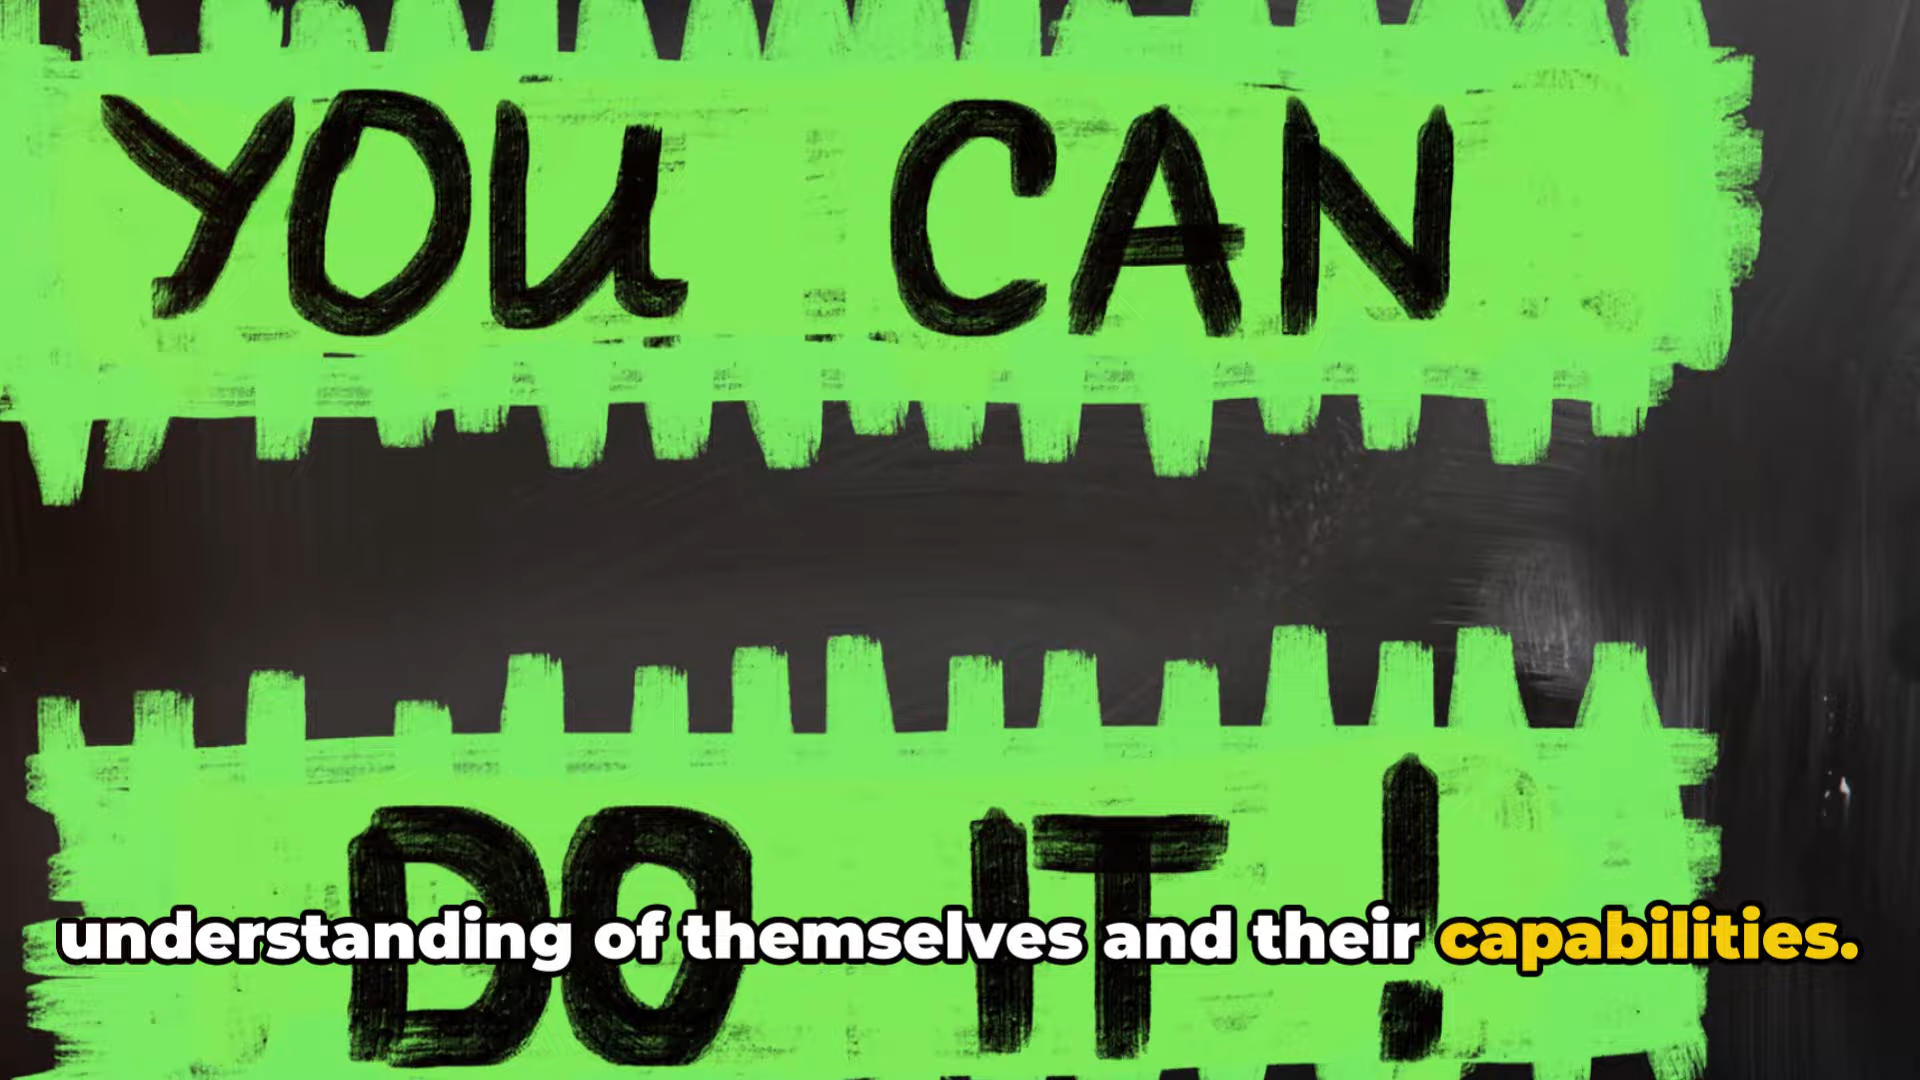 YOU CAN
DO IT!
understanding of themselves and their capabilities.